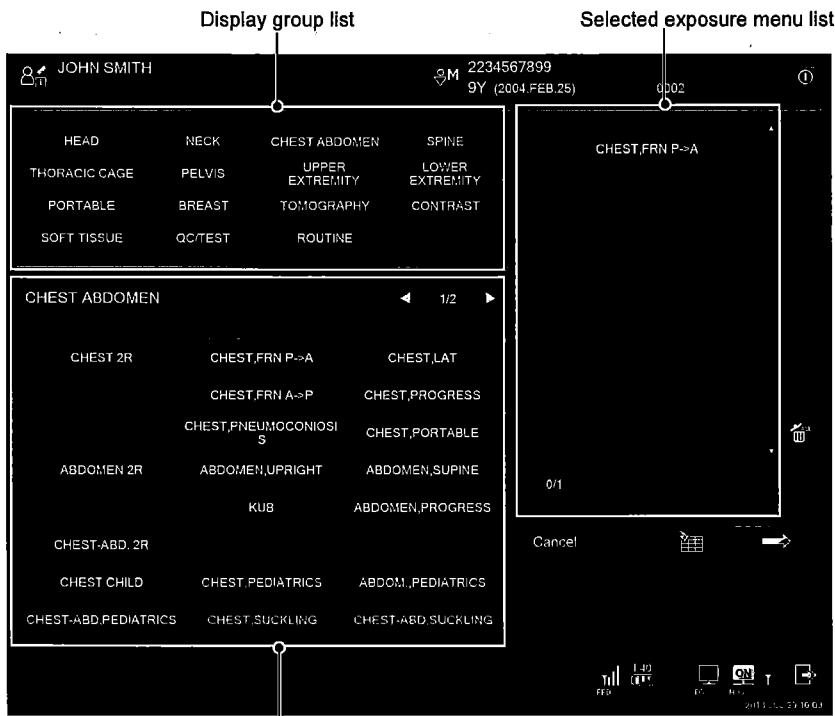 Display group list
Selected exposure menu list
JOHN SMITH
M 2234567899
9Y (2004.FEB.25)
0002
HEAD NECK CHEST ABDOMEN SPINE
THORACIC CAGE PELVIS UPPER EXTREMITY LOWER EXTREMITY
PORTABLE BREAST TOMOGRAPHY CONTRAST
SOFT TISSUE QC/TEST ROUTINE
CHEST,FRN P->A
0/1
CHEST ABDOMEN 1/2
CHEST 2R CHEST,FRN P->A CHEST,LAT
CHEST,FRN A->P CHEST,PROGRESS
CHEST,PNEUMOCONIOSI
S
CHEST,PORTABLE
ABDOMEN 2R ABDOMEN,UPRIGHT ABDOMEN,SUPINE
KUB ABDOMEN,PROGRESS
CHEST-ABD. 2R
CHEST CHILD CHEST,PEDIATRICS ABDOM.,PEDIATRICS
CHEST-ABD,PEDIATRICS CHEST,SUCKLING CHEST-ABD,SUCKLING
Cancel
ON